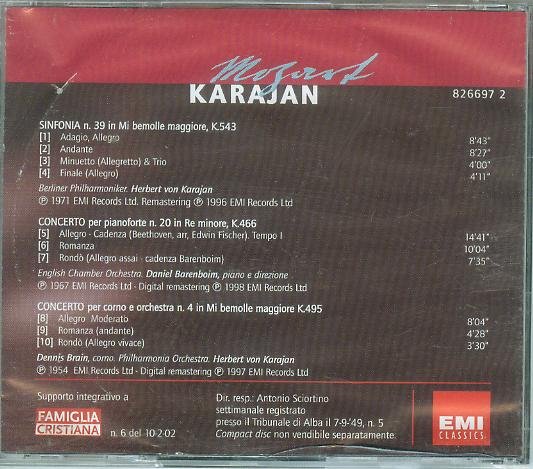 Mozart
KARAJAN
826697 2
SINFONIA n. 39 in Mi bemolle maggiore, K.543
[1] Adagio, Allegro 8'43"
[2] Andante 8'27"
[3] Minuetto (Allegretto) & Trio 4'00"
[4] Finale (Allegro) 4'11"
Berliner Philharmoniker. Herbert von Karajan
Ⓟ 1971 EMI Records Ltd. Remastering Ⓟ 1996 EMI Records Ltd
CONCERTO per pianoforte n. 20 in Re minore, K.466
[5] Allegro - Cadenza (Beethoven, arr, Edwin Fischer). Tempo I 14'41"
[6] Romanza 10'04"
[7] Rondò (Allegro assai - cadenza Barenboim) 7'35"
English Chamber Orchestra. Daniel Barenboim, piano e direzione
Ⓟ 1967 EMI Records Ltd - Digital remastering Ⓟ 1998 EMI Records Ltd
CONCERTO per corno e orchestra n. 4 in Mi bemolle maggiore K.495
[8] Allegro Moderato 8'04"
[9] Romanza (andante) 4'28"
[10] Rondò (Allegro vivace) 3'30"
Dennis Brain, corno. Philharmonia Orchestra. Herbert von Karajan
Ⓟ 1954 EMI Records Ltd - Digital remastering Ⓟ 1997 EMI Records Ltd
Supporto integrativo a
FAMIGLIA
CRISTIANA
n. 6 del 10-2-02
Dir. resp.: Antonio Sciortino
settimanale registrato
presso il Tribunale di Alba il 7-9-49, n. 5
Compact disc non vendibile separatamente.
EMI
CLASSICS